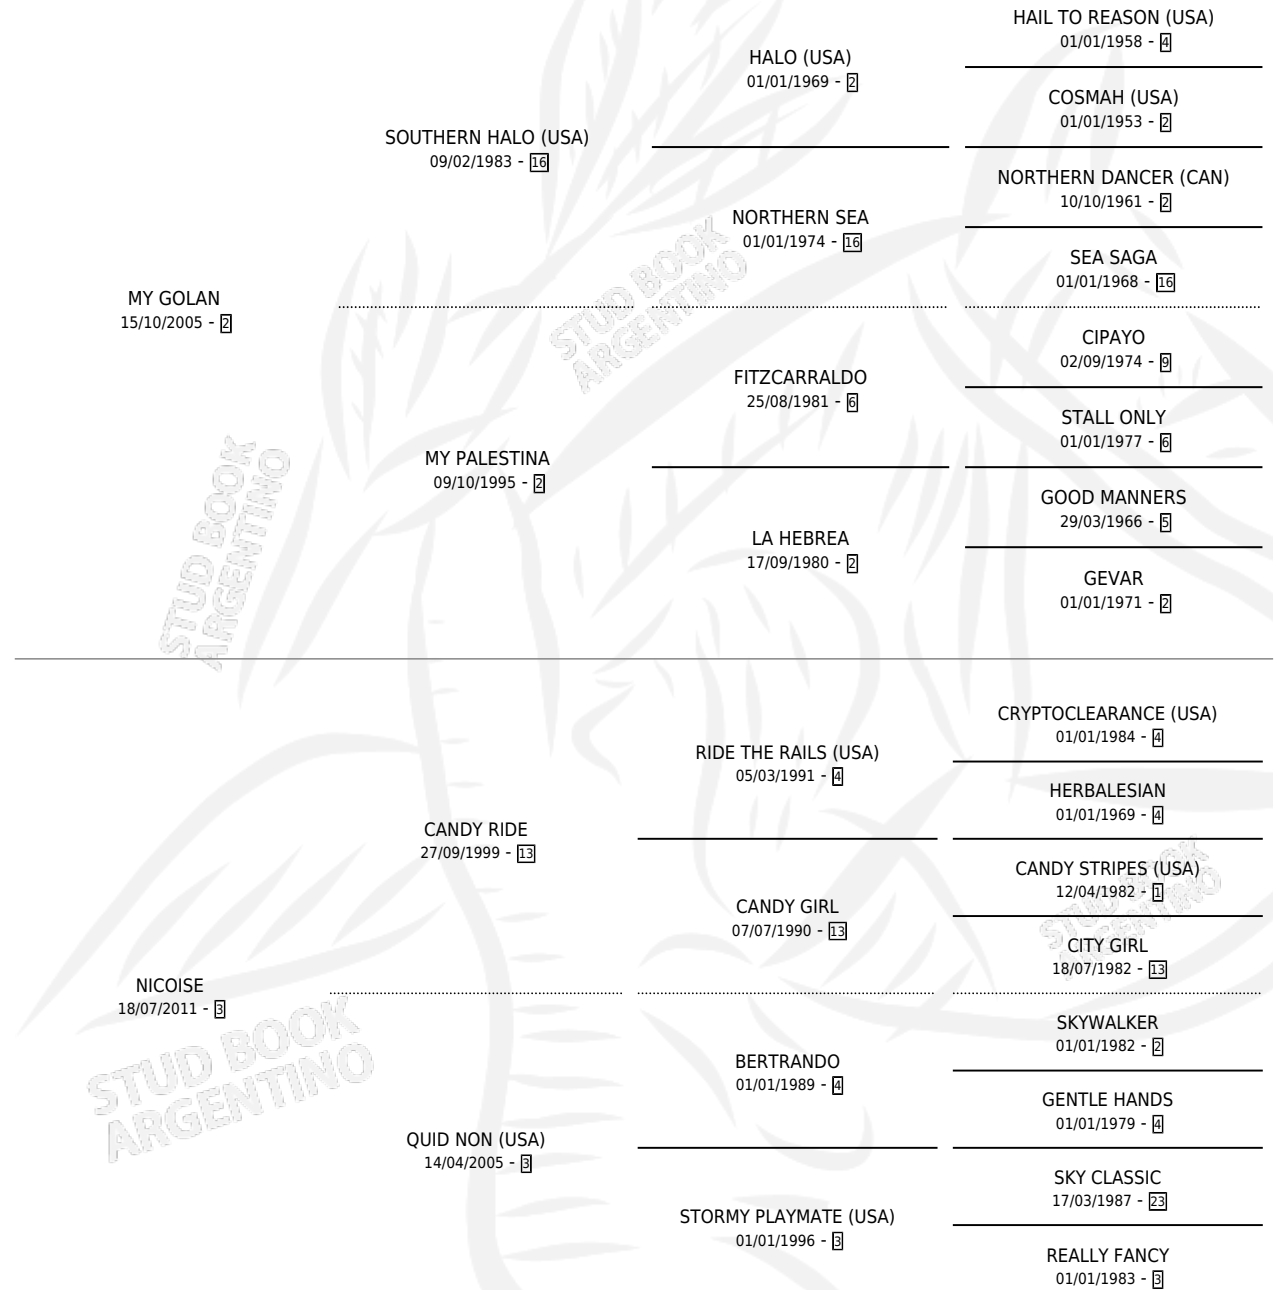 HAIL TO REASON (USA)
01/01/1958 - 4
HALO (USA)
01/01/1969 - 2
COSMAH (USA)
01/01/1953 - 2
SOUTHERN HALO (USA)
09/02/1983 - 16
NORTHERN DANCER (CAN)
10/10/1961 - 2
NORTHERN SEA
01/01/1974 - 16
SEA SAGA
01/01/1968 - 16
MY GOLAN
15/10/2005 - 2
STUD BOOK
ARGENTINO
CIPAYO
02/09/1974 - 9
FITZCARRALDO
25/08/1981 - 6
STALL ONLY
01/01/1977 - 6
MY PALESTINA
09/10/1995 - 2
GOOD MANNERS
29/03/1966 - 5
LA HEBREA
17/09/1980 - 2
GEVAR
01/01/1971 - 2
STUD BOOK
ARGENTINO
CRYPTOCLEARANCE (USA)
01/01/1984 - 4
RIDE THE RAILS (USA)
05/03/1991 - 4
HERBALESIAN
01/01/1969 - 4
CANDY RIDE
27/09/1999 - 13
CANDY STRIPES (USA)
12/04/1982 - 1
CANDY GIRL
07/07/1990 - 13
STUD BOOK
ARGENTINO
CITY GIRL
18/07/1982 - 13
NICOISE
18/07/2011 - 3
STUD BOOK
ARGENTINO
SKYWALKER
01/01/1982 - 2
BERTRANDO
01/01/1989 - 4
GENTLE HANDS
01/01/1979 - 4
QUID NON (USA)
14/04/2005 - 3
SKY CLASSIC
17/03/1987 - 23
STORMY PLAYMATE (USA)
01/01/1996 - 3
REALLY FANCY
01/01/1983 - 3